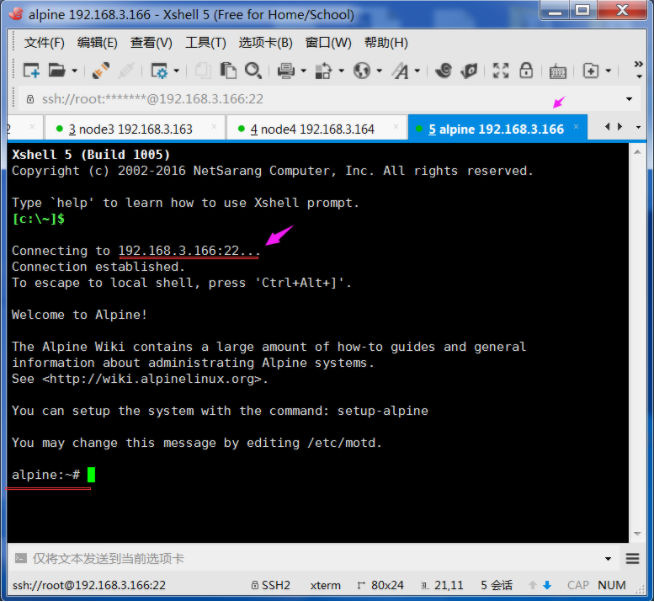 alpine 192.168.3.166 - Xshell 5 (Free for Home/School)
文件(F) 编辑(E) 查看(V) 工具(T) 选项卡(B) 窗口(W) 帮助(H)
ssh://root:*******@192.168.3.166:22
2 3 node3 192.168.3.163 4 node4 192.168.3.164 5 alpine 192.168.3.166
Xshell 5 (Build 1005)
Copyright (c) 2002-2016 NetSarang Computer, Inc. All rights reserved.
Type `help' to learn how to use Xshell prompt.
[c:\~]$
Connecting to 192.168.3.166:22...
Connection established.
To escape to local shell, press 'Ctrl+Alt+]'.
Welcome to Alpine!
The Alpine Wiki contains a large amount of how-to guides and general
information about administrating Alpine systems.
See <http://wiki.alpinelinux.org>.
You can setup the system with the command: setup-alpine
You may change this message by editing /etc/motd.
alpine:~#
仅将文本发送到当前选项卡
ssh://root@192.168.3.166:22 SSH2 xterm 80x24 21,11 5 会话 CAP NUM